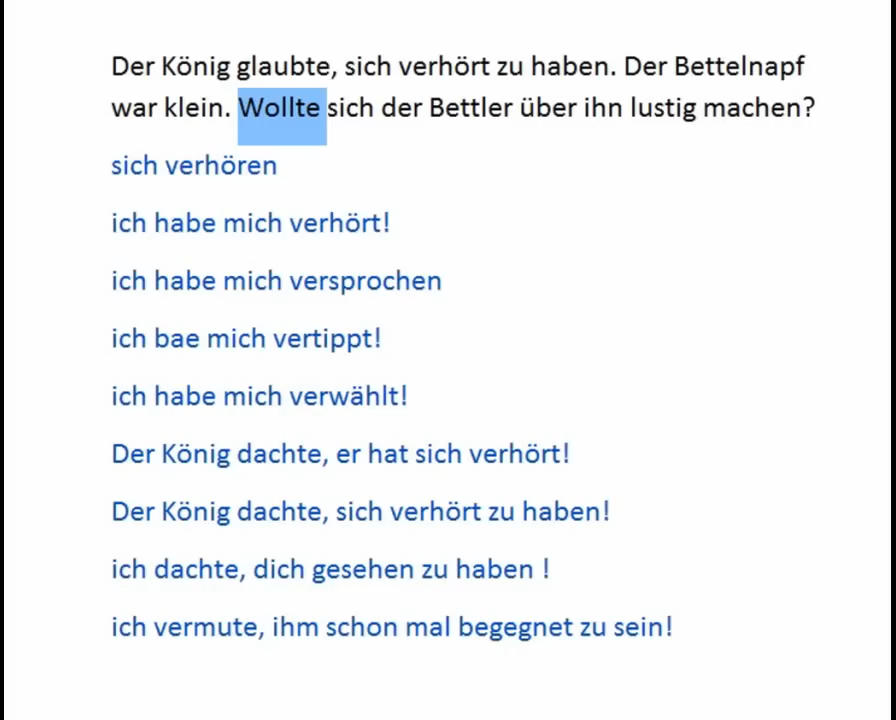 Der König glaubte, sich verhört zu haben. Der Bettelnapf
war klein. Wollte sich der Bettler über ihn lustig machen?
sich verhören
ich habe mich verhört!
ich habe mich versprochen
ich bae mich vertippt!
ich habe mich verwählt!
Der König dachte, er hat sich verhört!
Der König dachte, sich verhört zu haben!
ich dachte, dich gesehen zu haben !
ich vermute, ihm schon mal begegnet zu sein!